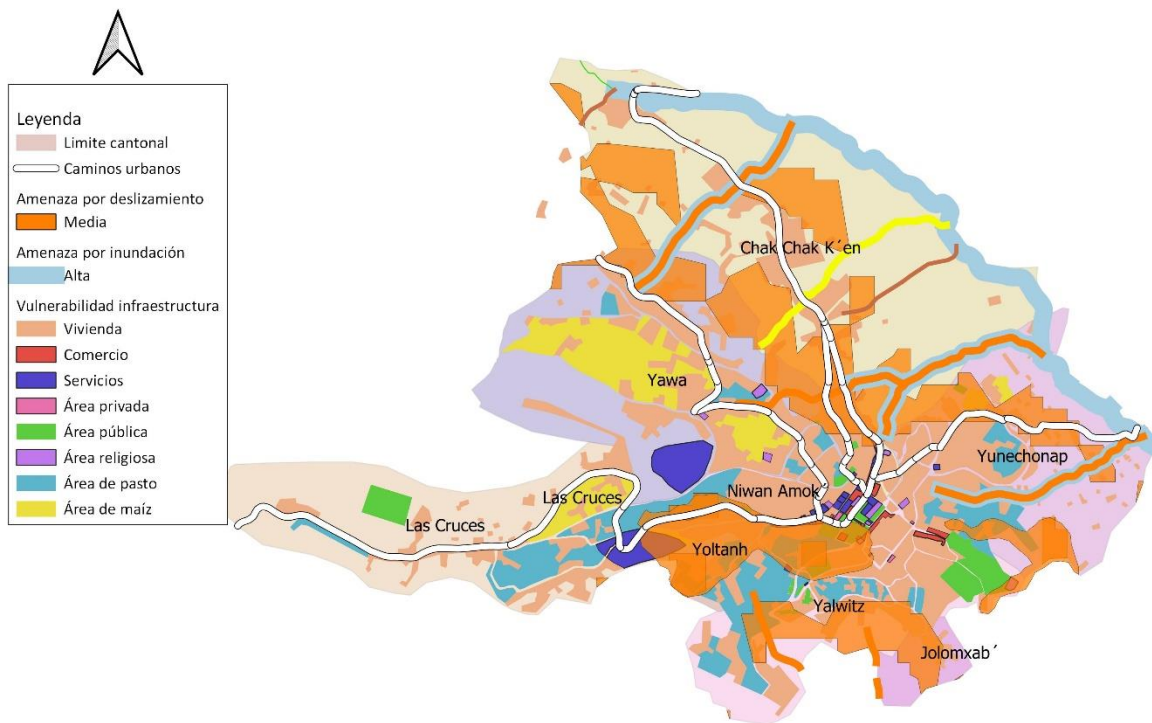 Leyenda
Limite cantonal
Caminos urbanos
Amenaza por deslizamiento
Media
Amenaza por inundación
Alta
Vulnerabilidad infraestructura
Vivienda
Comercio
Servicios
Área privada
Área pública
Área religiosa
Área de pasto
Área de maíz
Chak Chak K´en
Yawa
Yunechonap
Niwan Amok
Las Cruces
Las Cruces
Yoltanh
Yalwitz
Jolomxab´